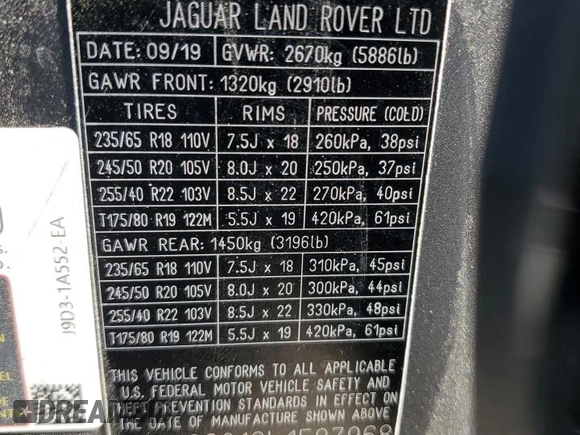 JAGUAR LAND ROVER LTD
DATE: 09/19 GVWR: 2670kg (5886lb)
GAWR FRONT: 1320kg (2910lb)
TIRES RIMS PRESSURE (COLD)
235/65 R18 110V 7.5J x 18 260kPa, 38psi
245/50 R20 105V 8.0J x 20 250kPa, 37psi
255/40 R22 103V 8.5J x 22 270kPa, 40psi
T175/80 R19 122M 5.5J x 19 420kPa, 61psi
GAWR REAR: 1450kg (3196lb)
235/65 R18 110V 7.5J x 18 310kPa, 45psi
245/50 R20 105V 8.0J x 20 300kPa, 44psi
255/40 R22 103V 8.5J x 22 330kPa, 48psi
T175/80 R19 122M 5.5J x 19 420kPa, 61psi
THIS VEHICLE CONFORMS TO ALL APPLICABLE
U.S. FEDERAL MOTOR VEHICLE SAFETY AND
THEFT PREVENTION STANDARDS IN EFFECT ON THE
DATE OF MANUFACTURE SHOWN ABOVE
J9D3-1A552-EA